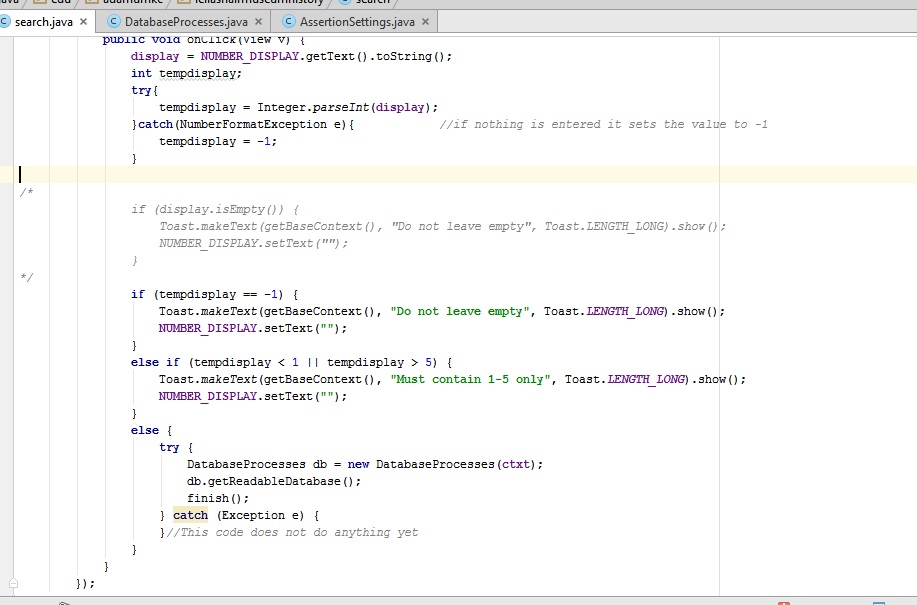 search.java × DatabaseProcesses.java × AssertionSettings.java ×
public void onClick(View v) {
display = NUMBER_DISPLAY.getText().toString();
int tempdisplay;
try{
tempdisplay = Integer.parseInt(display);
}catch(NumberFormatException e){ //if nothing is entered it sets the value to -1
tempdisplay = -1;
}
/*
if (display.isEmpty()) {
Toast.makeText(getBaseContext(), "Do not leave empty", Toast.LENGTH_LONG).show();
NUMBER_DISPLAY.setText("");
}
*/
if (tempdisplay == -1) {
Toast.makeText(getBaseContext(), "Do not leave empty", Toast.LENGTH_LONG).show();
NUMBER_DISPLAY.setText("");
}
else if (tempdisplay < 1 || tempdisplay > 5) {
Toast.makeText(getBaseContext(), "Must contain 1-5 only", Toast.LENGTH_LONG).show();
NUMBER_DISPLAY.setText("");
}
else {
try {
DatabaseProcesses db = new DatabaseProcesses(ctxt);
db.getReadableDatabase();
finish();
} catch (Exception e) {
}//This code does not do anything yet
}
}
});